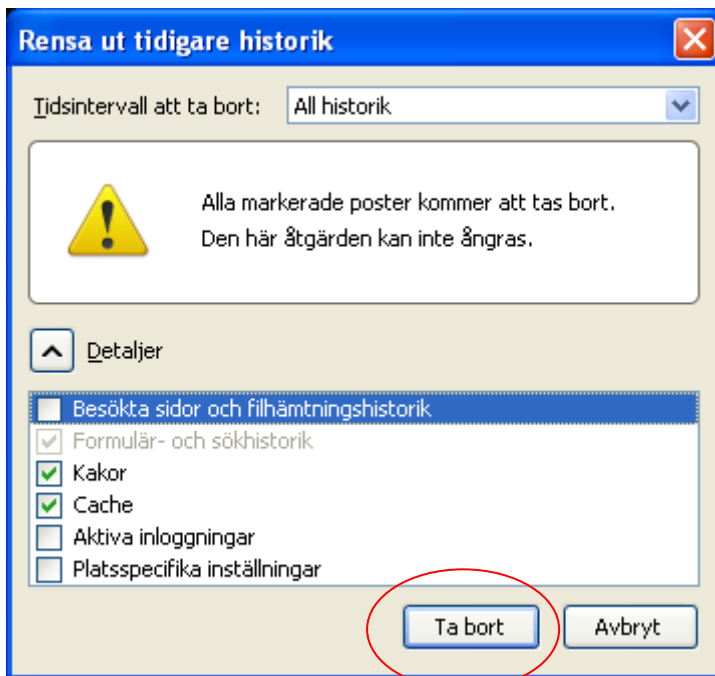 Rensa ut tidigare historik
Tidsintervall att ta bort: All historik
Alla markerade poster kommer att tas bort.
Den här åtgärden kan inte ångras.
Detaljer
Besökta sidor och filhämtningshistorik
Formulär- och sökhistorik
Kakor
Cache
Aktiva inloggningar
Platsspecifika inställningar
Ta bort Avbryt